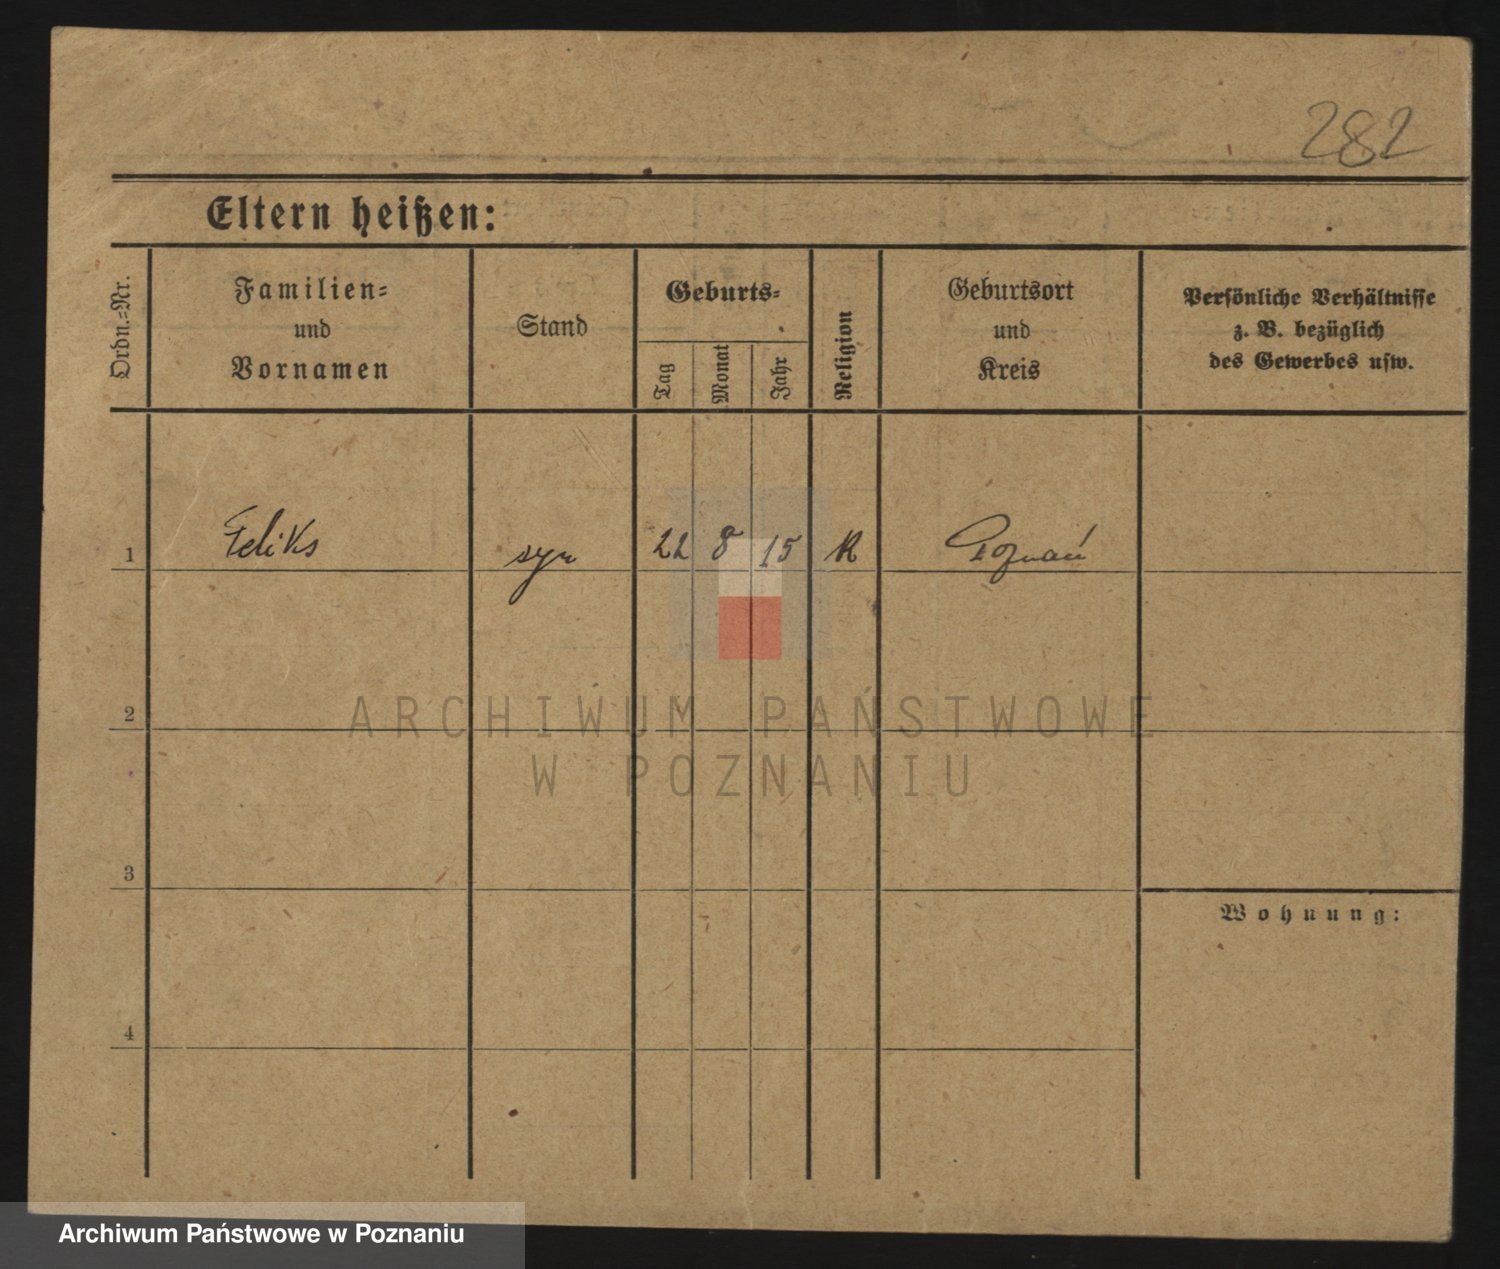 282
Eltern heißen:
Ordn.-Nr.
Familien-
und
Vornamen
Stand
Geburts-
Tag
Monat
Jahr
Religion
Geburtsort
und
Kreis
Persönliche Verhältnisse
z. B. bezüglich
des Gewerbes usw.
1 Feliks syn 22 8 15 K Poznań
2
3
4
Wohnung:
ARCHIWUM PAŃSTWOWE
W POZNANIU
Archiwum Państwowe w Poznaniu